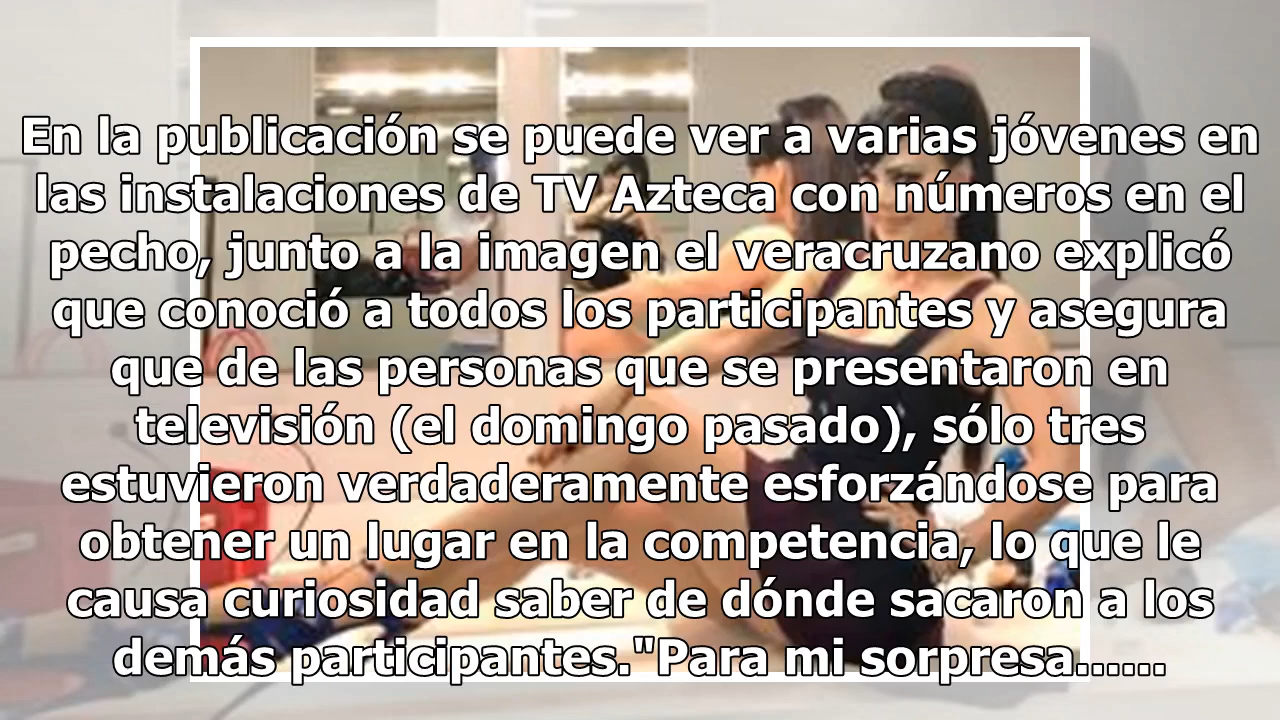 En la publicación se puede ver a varias jóvenes en
las instalaciones de TV Azteca con números en el
pecho, junto a la imagen el veracruzano explicó
que conoció a todos los participantes y asegura
que de las personas que se presentaron en
televisión (el domingo pasado), sólo tres
estuvieron verdaderamente esforzándose para
obtener un lugar en la competencia, lo que le
causa curiosidad saber de dónde sacaron a los
demás participantes."Para mi sorpresa......